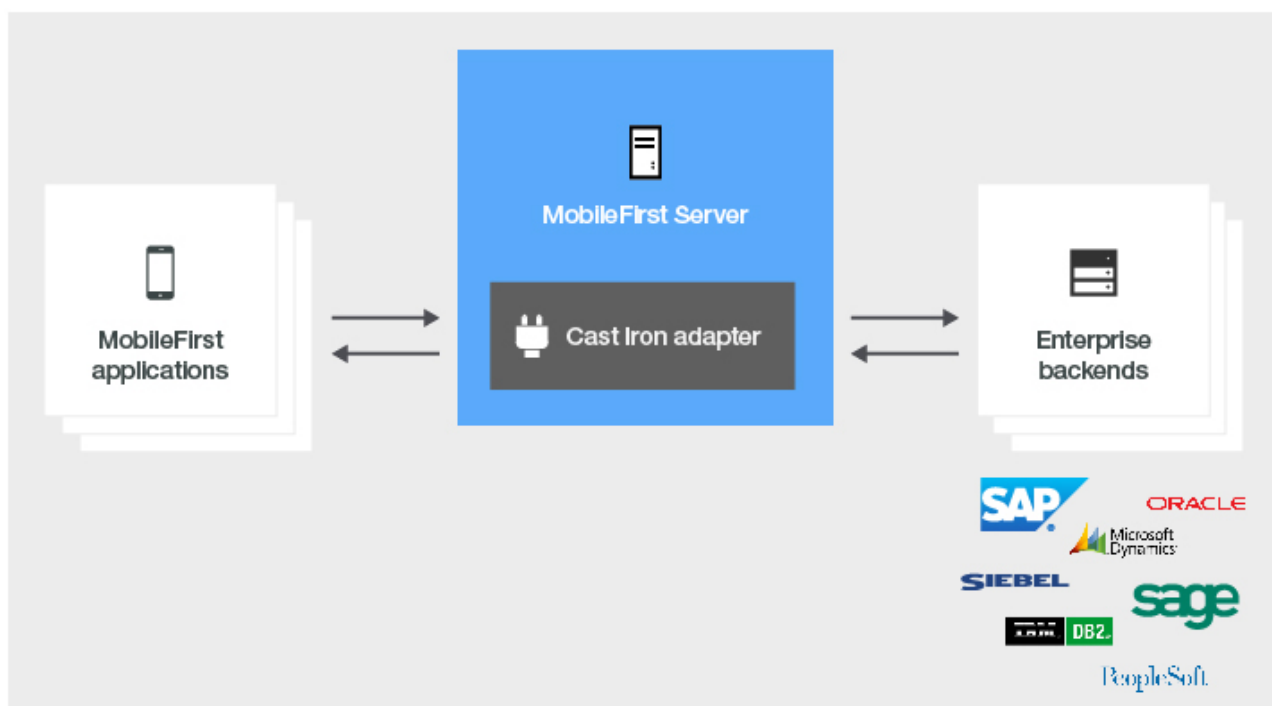 MobileFirst Server
Cast Iron adapter
MobileFirst
applications
Enterprise
backends
SAP
ORACLE
Microsoft
Dynamics
SIEBEL
sage
IBM DB2
PeopleSoft